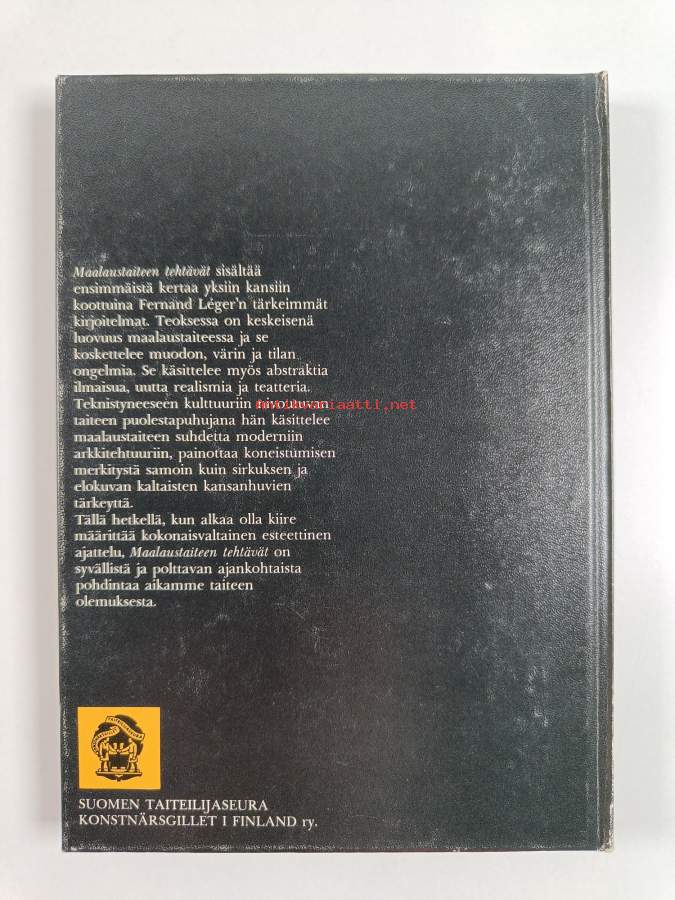 Maalaustaiteen tehtävät sisältää
ensimmäistä kertaa yksiin kansiin
koottuina Fernand Léger'n tärkeimmät
kirjoitelmat. Teoksessa on keskeisenä
luovuus maalaustaiteessa ja se
koskettelee muodon, värin ja tilan
ongelmia. Se käsittelee myös abstraktia
ilmaisua, uutta realismia ja teatteria.
Teknistyneeseen kulttuuriin nivoutuvan
antikvariaatti.net
taiteen puolestapuhujana hän käsittelee
maalaustaiteen suhdetta moderniin
arkkitehtuuriin, painottaa koneistumisen
merkitystä samoin kuin sirkuksen ja
elokuvan kaltaisten kansanhuvien
tärkeyttä.
Tällä hetkellä, kun alkaa olla kiire
määrittää kokonaisvaltainen esteettinen
ajattelu, Maalaustaiteen tehtävät on
syvällistä ja polttavan ajankohtaista
pohdintaa aikamme taiteen
olemuksesta.
SUOMEN TAITEILIJASEURA
KONSTNÄRSGILLET I FINLAND ry.